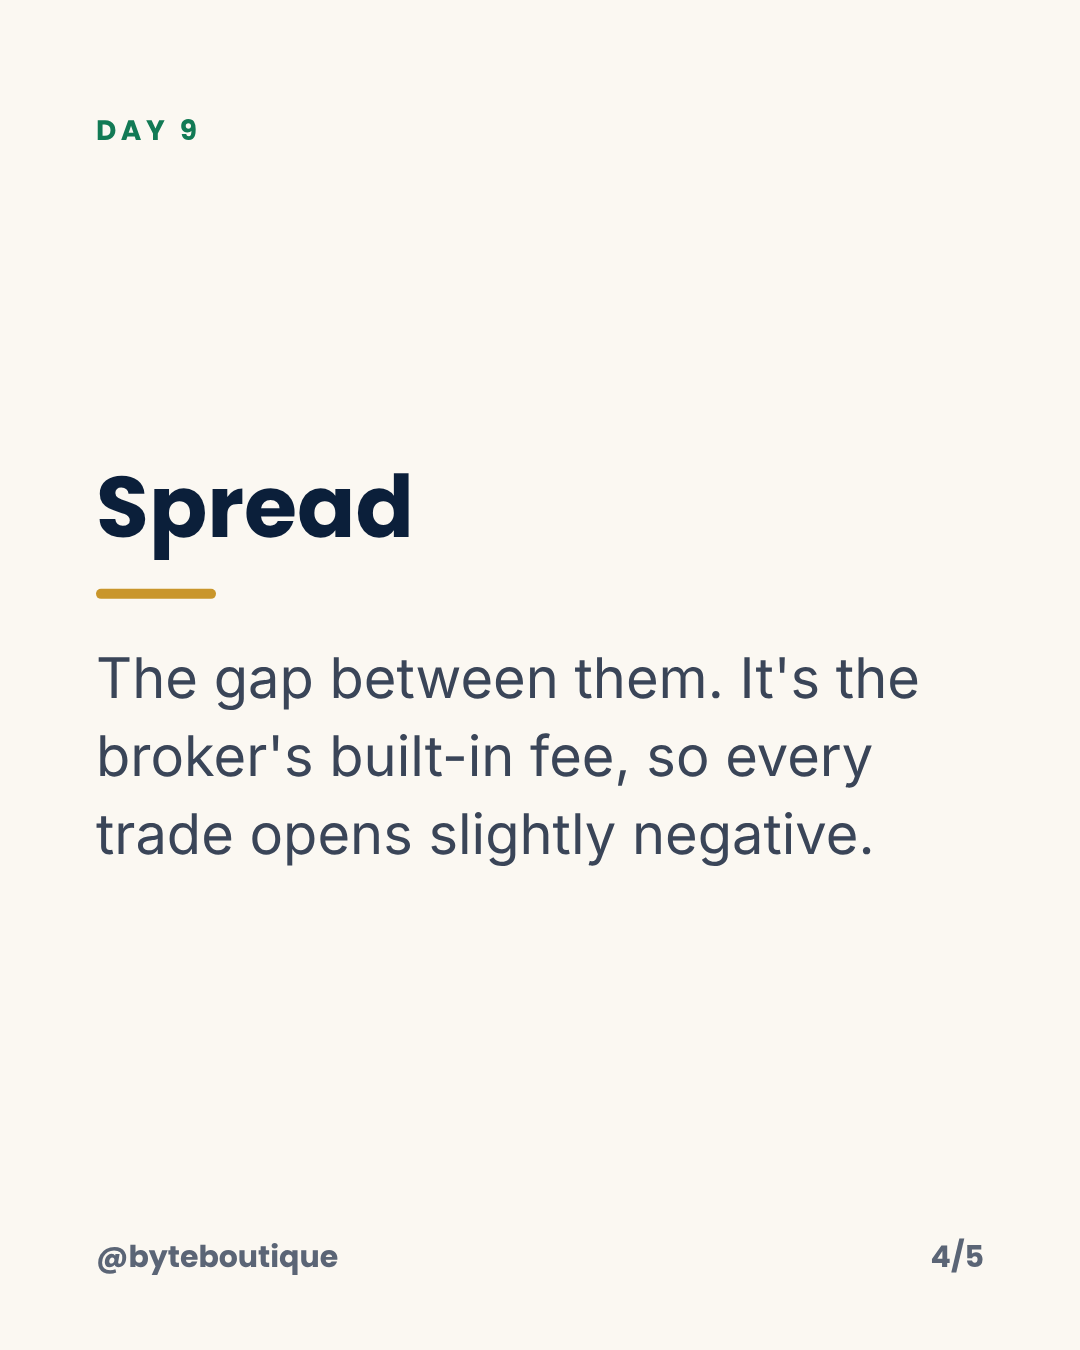 DAY 9
Spread
The gap between them. It's the
broker's built-in fee, so every
trade opens slightly negative.
@byteboutique
4/5